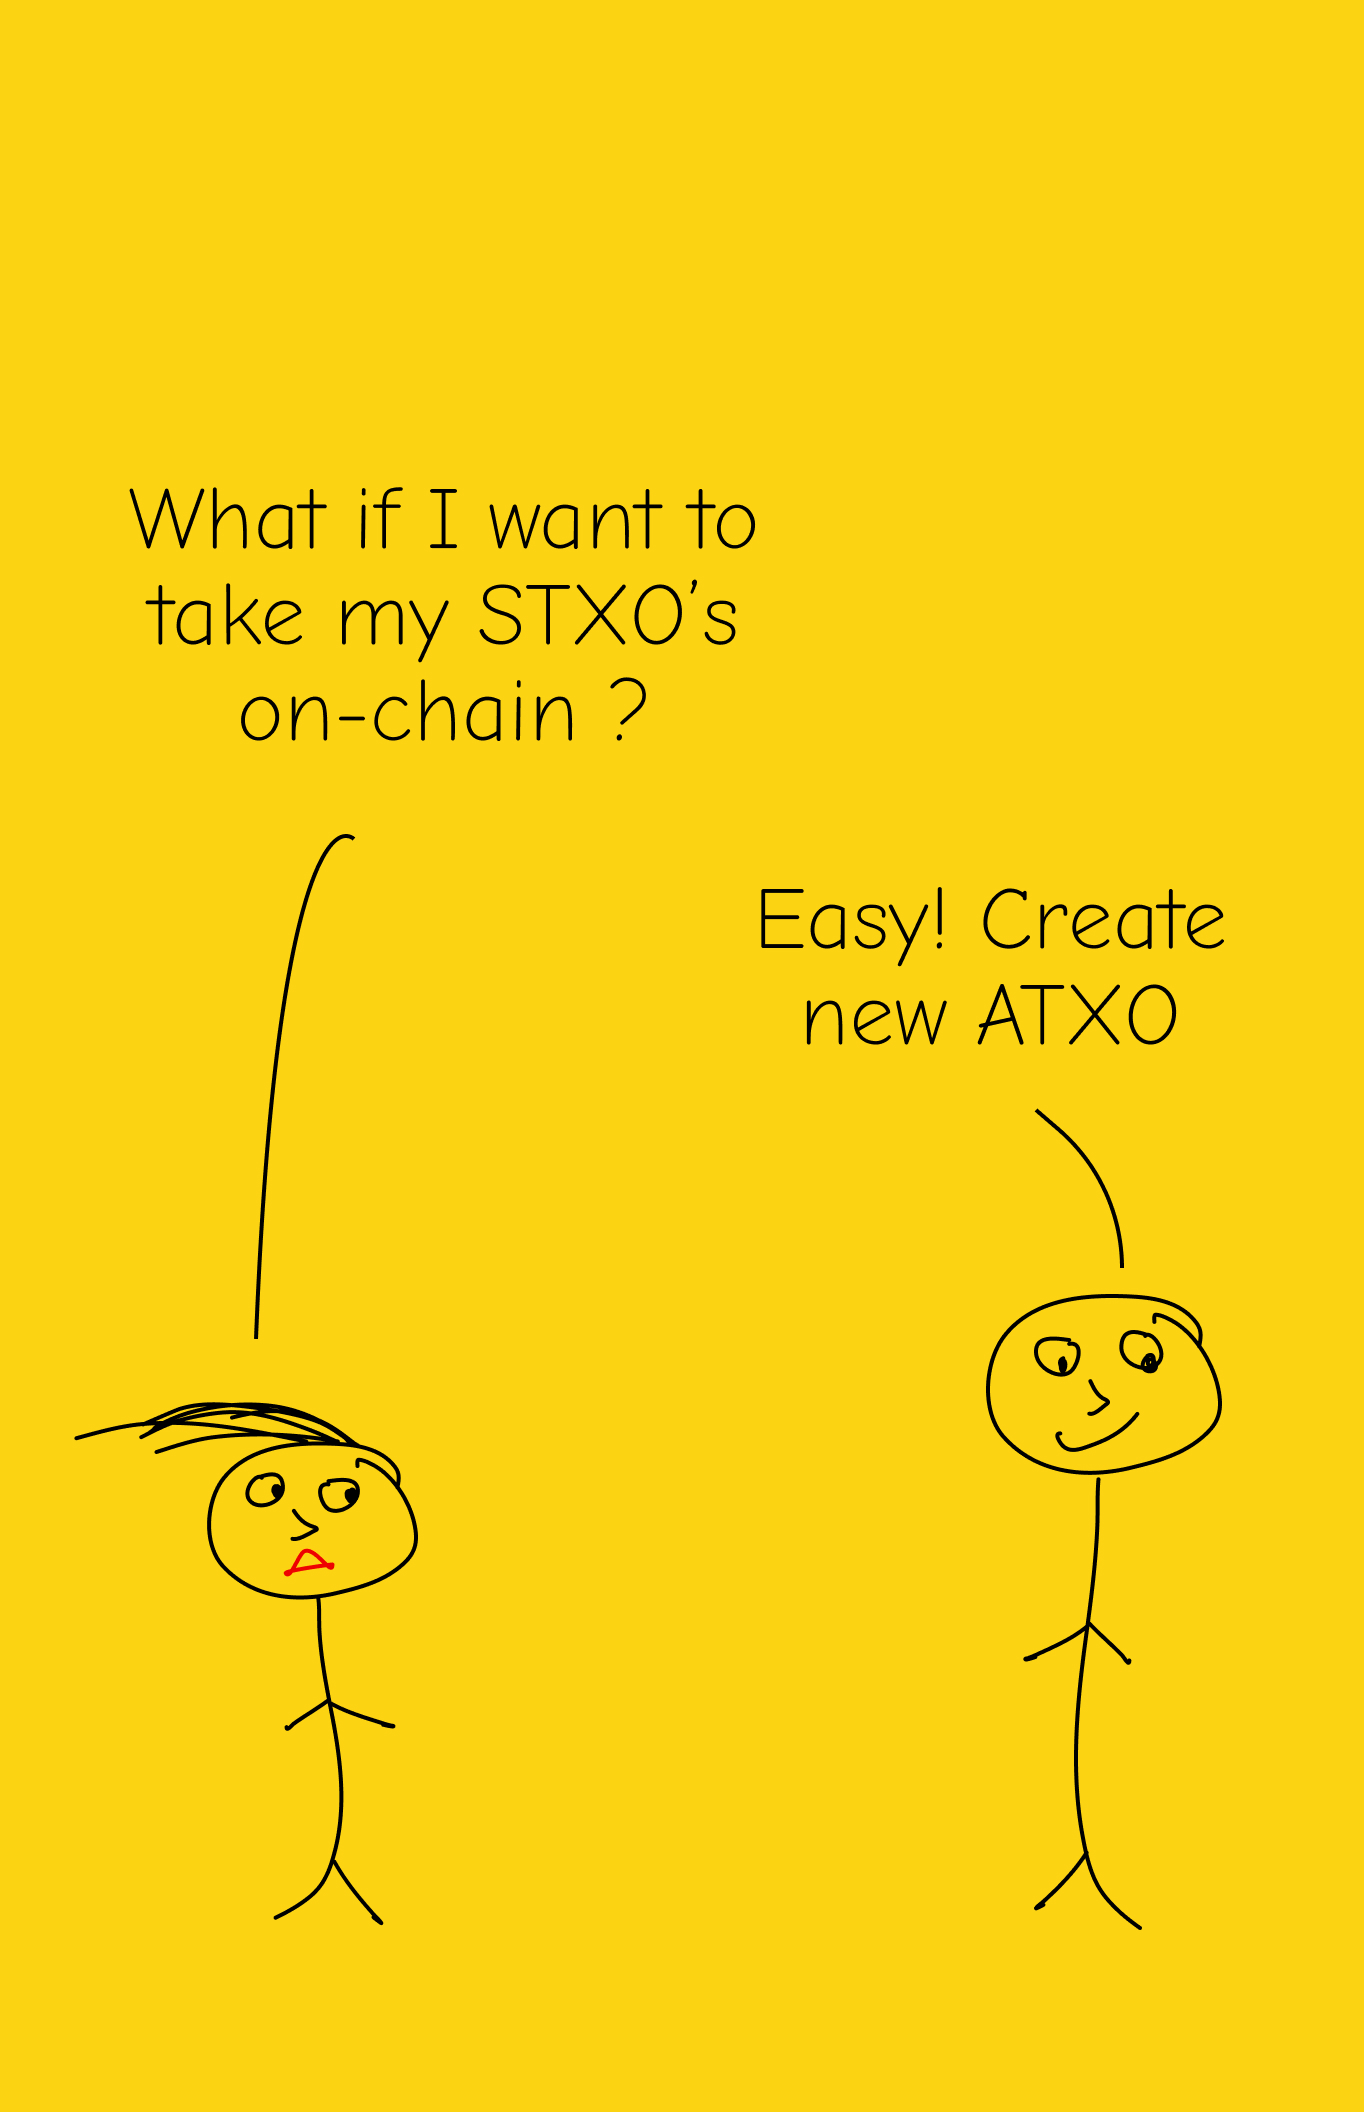 What if I want to
take my STXO's
on-chain ?
Easy! Create
new ATXO